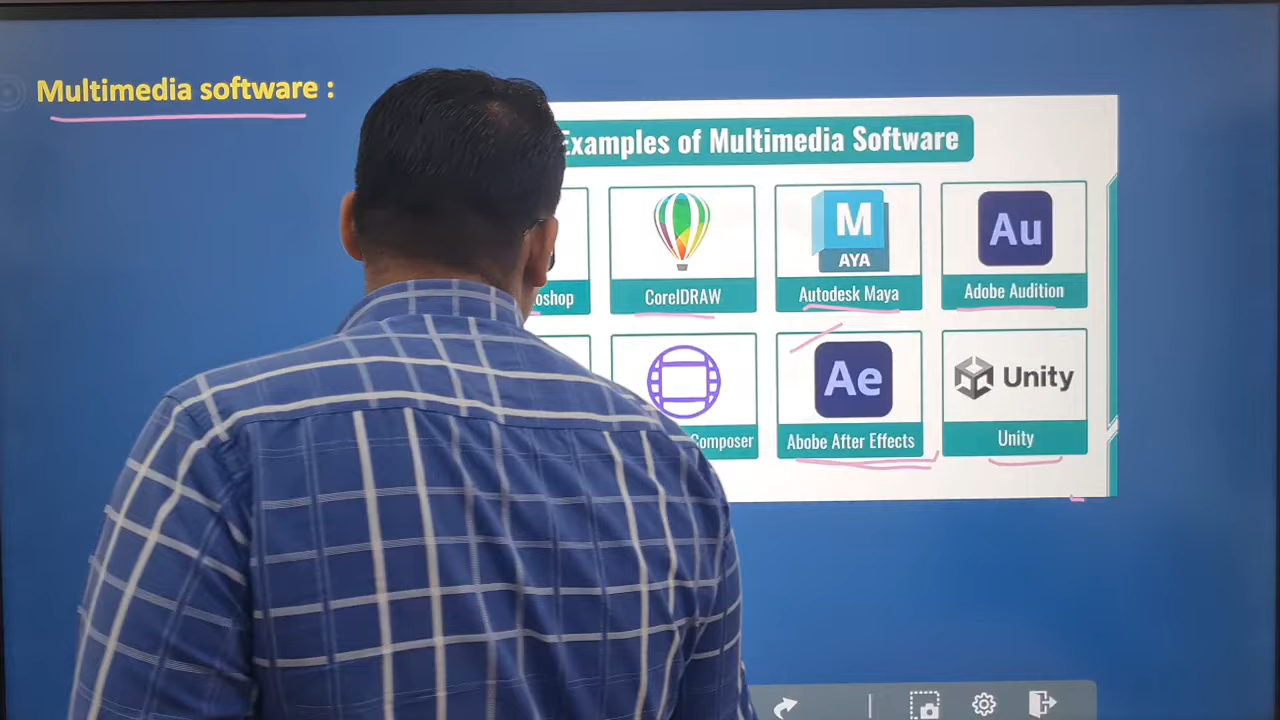 Multimedia software :
Examples of Multimedia Software
M
AYA
Au
CorelDRAW
Autodesk Maya
Adobe Audition
Ae
Unity
Composer
Abobe After Effects
Unity